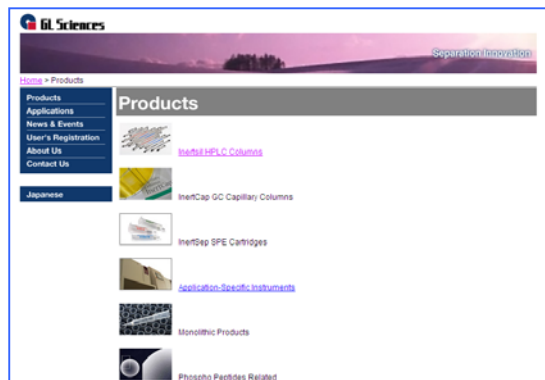 GL Sciences
Separation Innovation
Home > Products
Products
Applications
News & Events
User's Registration
About Us
Contact Us
Japanese
Products
Inertsil HPLC Columns
InertCap GC Capillary Columns
InertSep SPE Cartridges
Application-Specific Instruments
Monolithic Products
Phospho Peptides Related